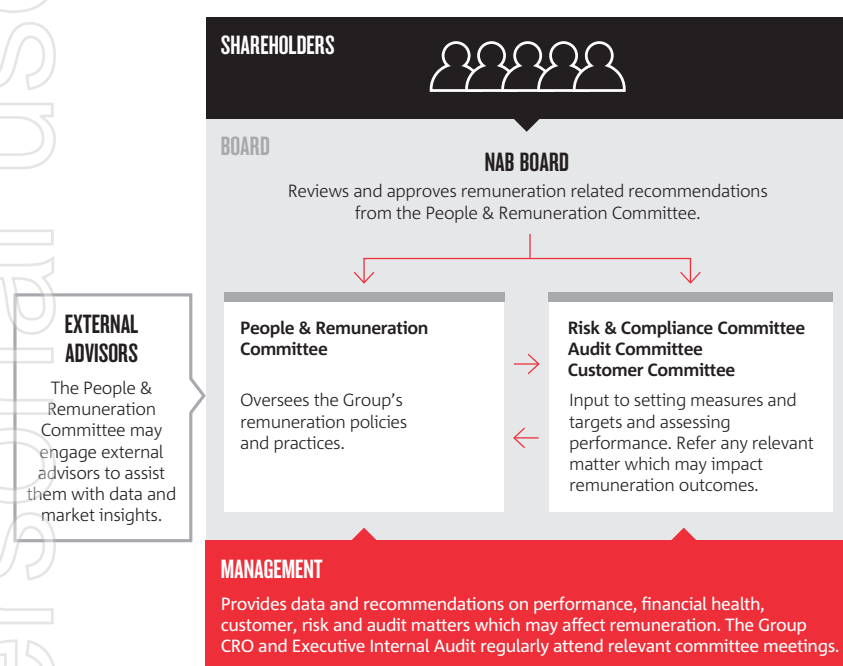 SHAREHOLDERS
BOARD
NAB BOARD
Reviews and approves remuneration related recommendations
from the People & Remuneration Committee.
EXTERNAL
ADVISORS
The People &
Remuneration
Committee may
engage external
advisors to assist
them with data and
market insights.
People & Remuneration
Committee
Oversees the Group's
remuneration policies
and practices.
Risk & Compliance Committee
Audit Committee
Customer Committee
Input to setting measures and
targets and assessing
performance. Refer any relevant
matter which may impact
remuneration outcomes.
MANAGEMENT
Provides data and recommendations on performance, financial health,
customer, risk and audit matters which may affect remuneration. The Group
CRO and Executive Internal Audit regularly attend relevant committee meetings.